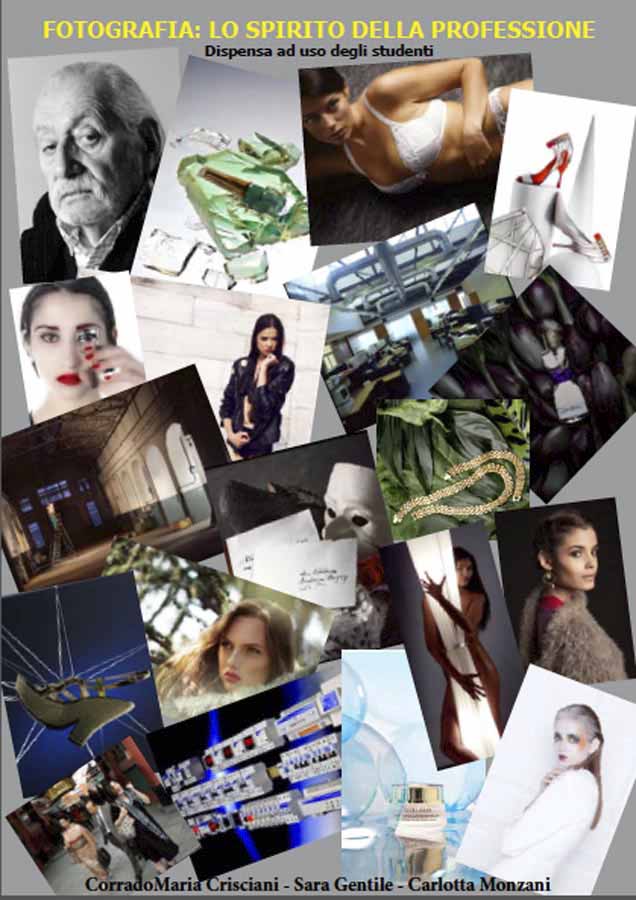 FOTOGRAFIA: LO SPIRITO DELLA PROFESSIONE
Dispensa ad uso degli studenti
CorradoMaria Crisciani - Sara Gentile - Carlotta Monzani